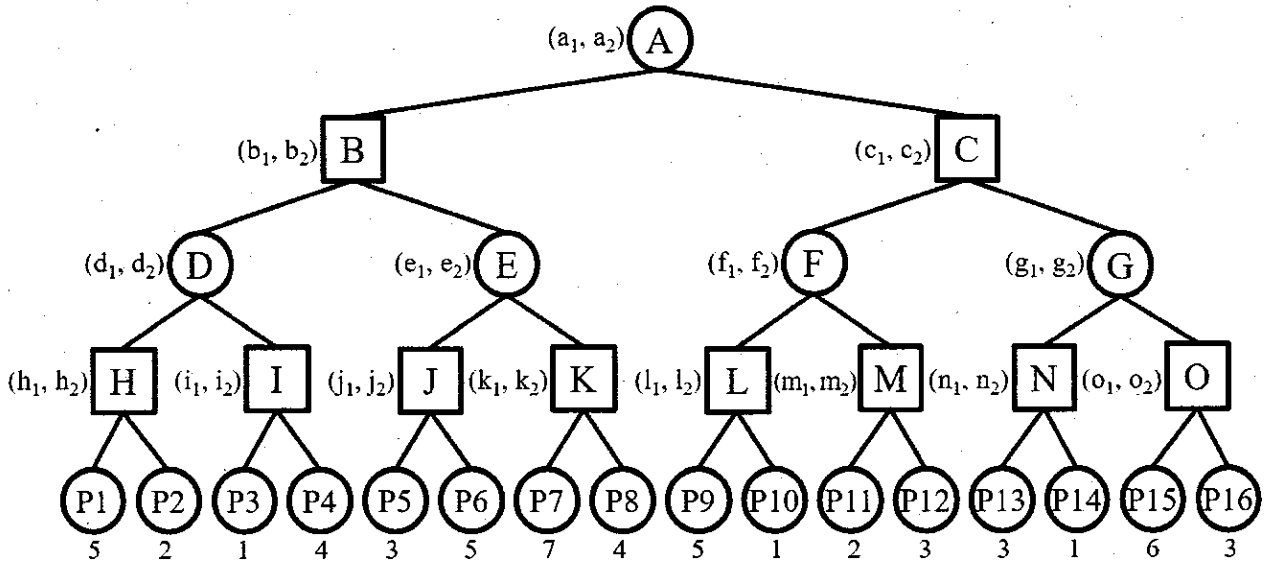 (a₁, a₂) A
(b₁, b₂) B (c₁, c₂) C
(d₁, d₂) D (e₁, e₂) E (f₁, f₂) F (g₁, g₂) G
(h₁, h₂) H (i₁, i₂) I (j₁, j₂) J (k₁, k₂) K (l₁, l₂) L (m₁, m₂) M (n₁, n₂) N (o₁, o₂) O
P1 P2 P3 P4 P5 P6 P7 P8 P9 P10 P11 P12 P13 P14 P15 P16
5 2 1 4 3 5 7 4 5 1 2 3 3 1 6 3